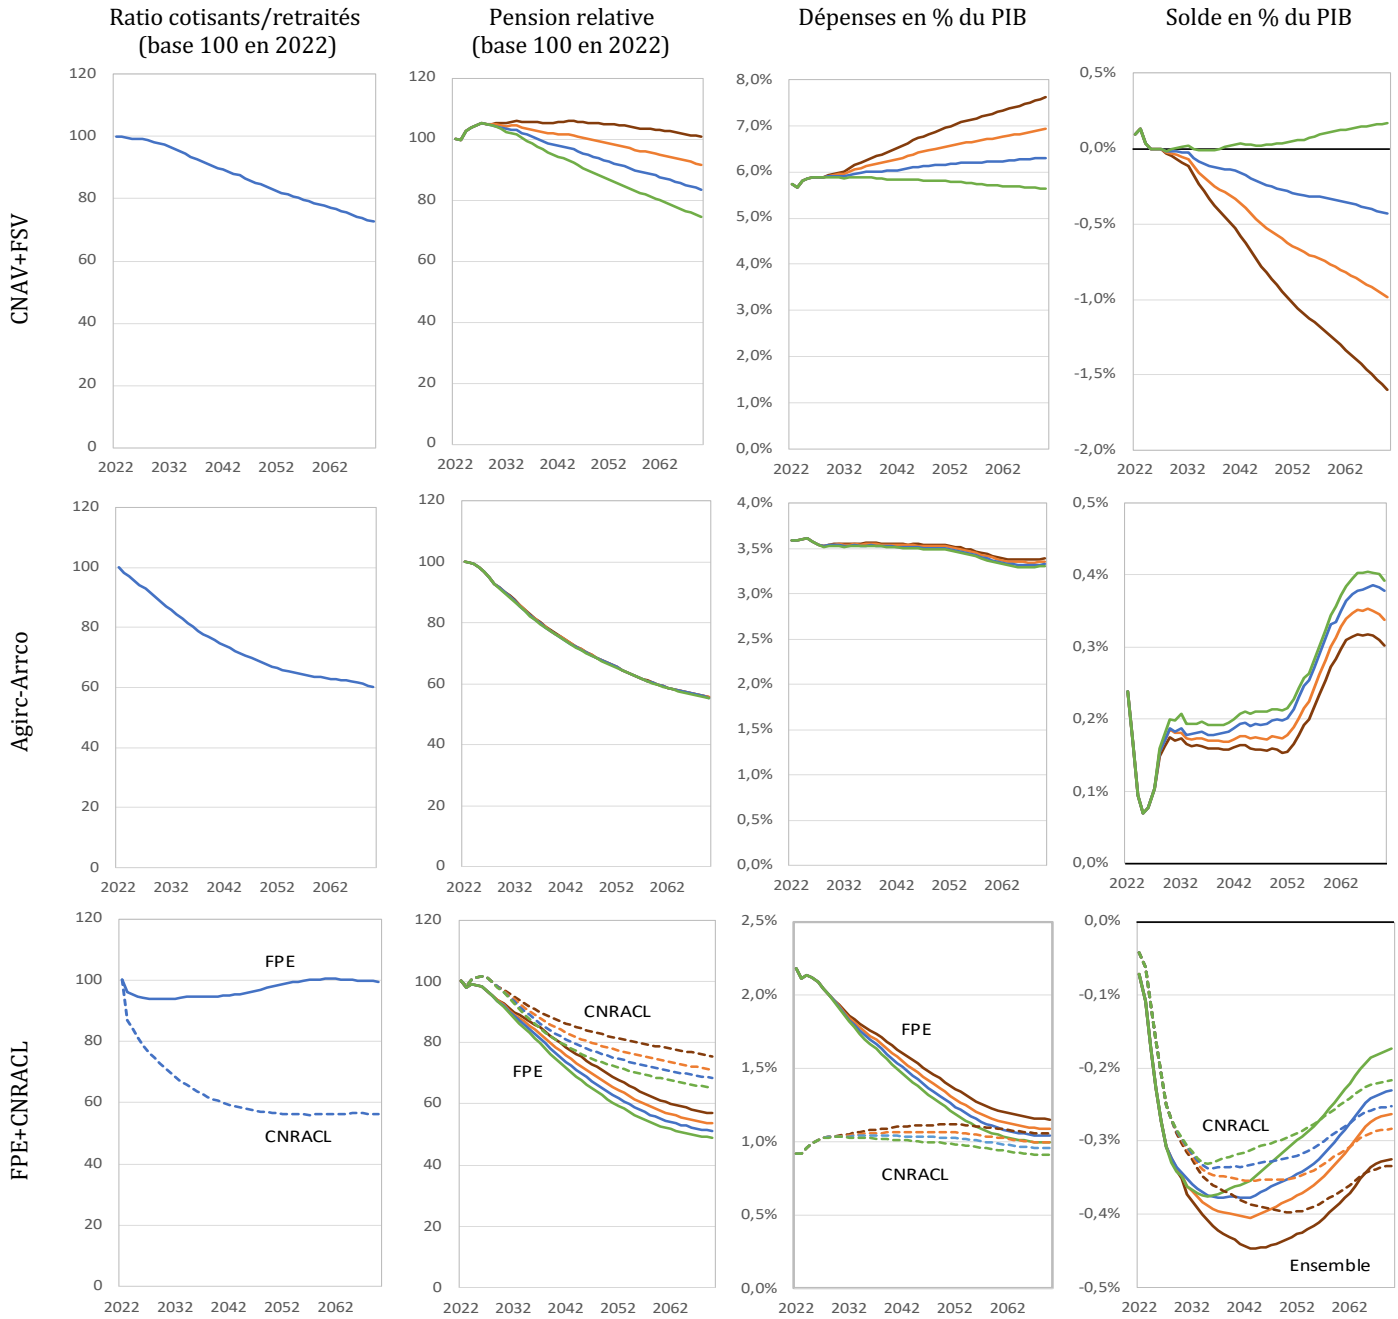 Ratio cotisants/retraités
(base 100 en 2022)
Pension relative
(base 100 en 2022)
Dépenses en % du PIB
Solde en % du PIB
CNAV+FSV
120
100
80
60
40
20
0
2022 2032 2042 2052 2062
120
100
80
60
40
20
0
2022 2032 2042 2052 2062
8,0%
7,0%
6,0%
5,0%
4,0%
3,0%
2,0%
1,0%
0,0%
2022 2032 2042 2052 2062
0,5%
0,0%
-0,5%
-1,0%
-1,5%
-2,0%
2022 2032 2042 2052 2062
Agirc-Arrco
120
100
80
60
40
20
0
2022 2032 2042 2052 2062
120
100
80
60
40
20
0
2022 2032 2042 2052 2062
4,0%
3,5%
3,0%
2,5%
2,0%
1,5%
1,0%
0,5%
0,0%
2022 2032 2042 2052 2062
0,5%
0,4%
0,3%
0,2%
0,1%
0,0%
2022 2032 2042 2052 2062
FPE+CNRACL
120
100
80
60
40
20
0
FPE
CNRACL
2022 2032 2042 2052 2062
120
100
80
60
40
20
0
CNRACL
FPE
2022 2032 2042 2052 2062
2,5%
2,0%
1,5%
1,0%
0,5%
0,0%
FPE
CNRACL
2022 2032 2042 2052 2062
0,0%
-0,1%
-0,2%
-0,3%
-0,4%
-0,5%
CNRACL
Ensemble
2022 2032 2042 2052 2062